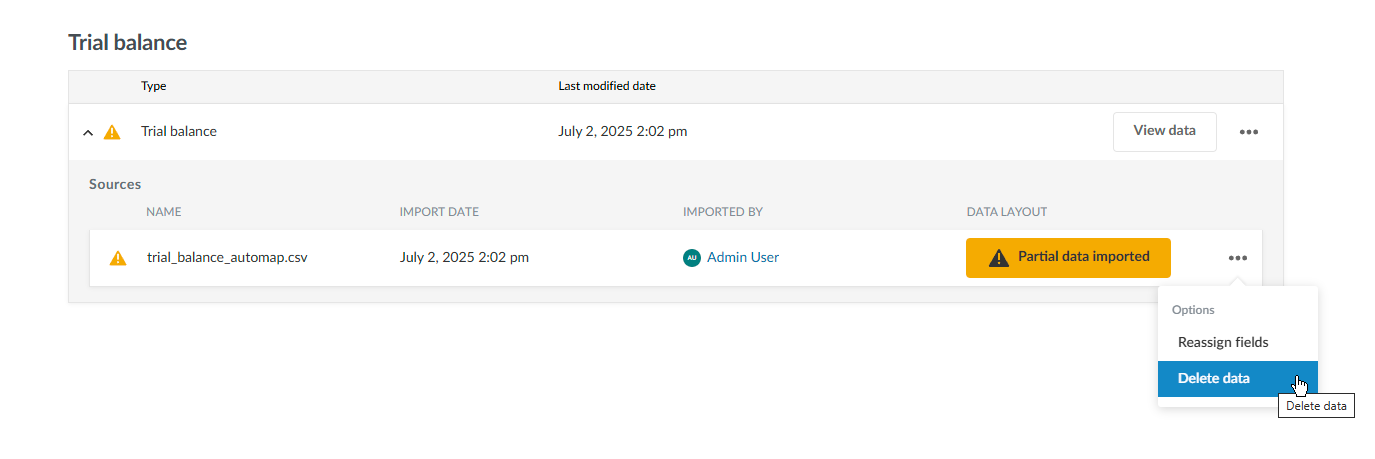 Trial balance
Type Last modified date
Trial balance July 2, 2025 2:02 pm View data
Sources
NAME IMPORT DATE IMPORTED BY DATA LAYOUT
trial_balance_automap.csv July 2, 2025 2:02 pm AU Admin User Partial data imported
Options
Reassign fields
Delete data
Delete data